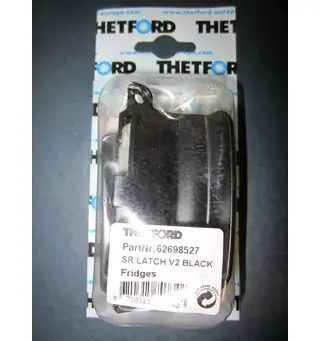 THETFORD
www.thetford-europe.com
THETFORD
THETFORD
PartNr. 62698527
SR LATCH V2 BLACK
Fridges